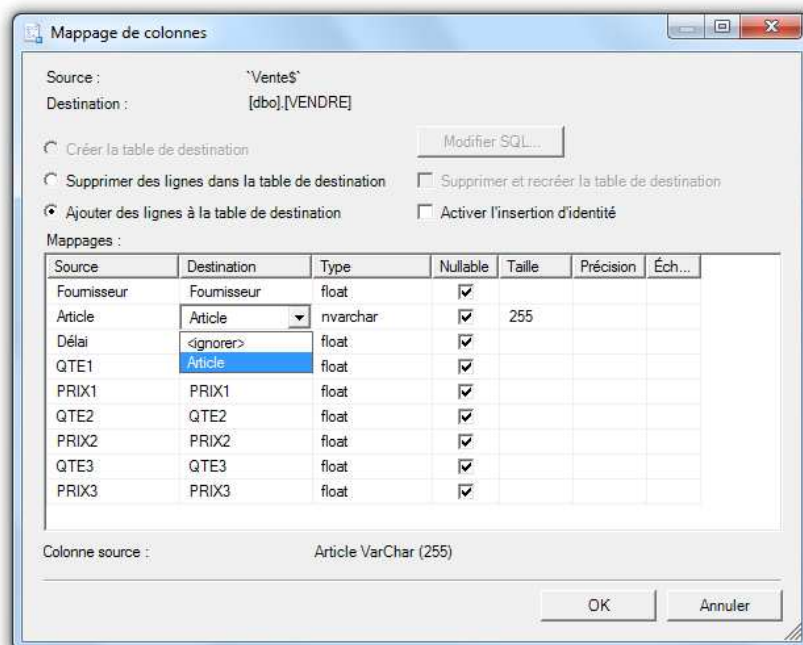 Mappage de colonnes
Source : `Vente$`
Destination : [dbo].[VENDRE]
Créer la table de destination Modifier SQL...
Supprimer des lignes dans la table de destination Supprimer et recréer la table de destination
Ajouter des lignes à la table de destination Activer l'insertion d'identité
Mappages :
Source Destination Type Nullable Taille Précision Éch...
Fournisseur Fournisseur float
Article Article nvarchar 255
Délai <ignorer> float
QTE1 Article float
PRIX1 PRIX1 float
QTE2 QTE2 float
PRIX2 PRIX2 float
QTE3 QTE3 float
PRIX3 PRIX3 float
Colonne source : Article VarChar (255)
OK Annuler